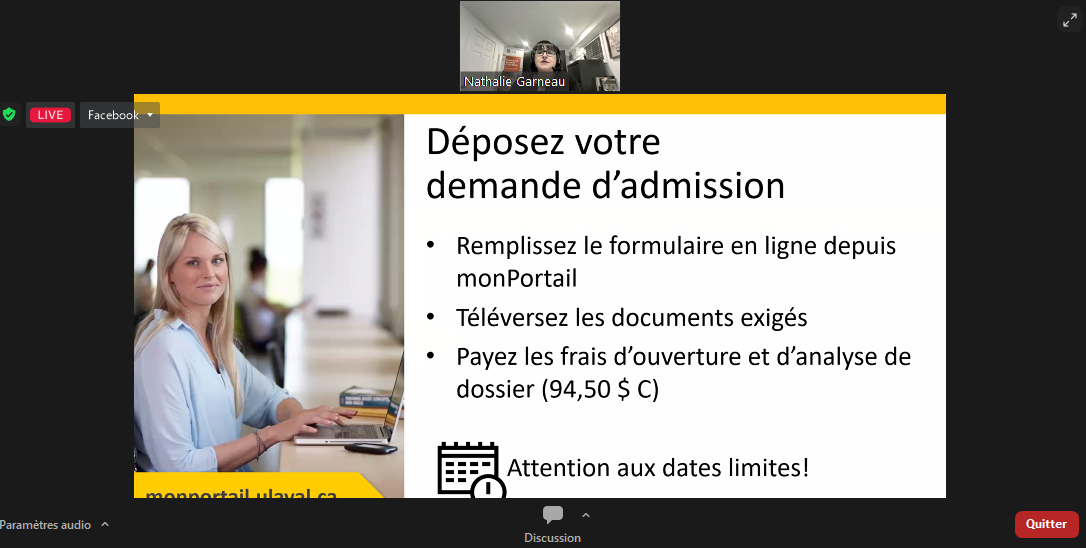 Nathalie Garneau
LIVE
Facebook
Déposez votre
demande d’admission
• Remplissez le formulaire en ligne depuis
monPortail
• Téléversez les documents exigés
• Payez les frais d’ouverture et d’analyse de
dossier (94,50 $ C)
Attention aux dates limites!
monportail.ulaval.ca
Paramètres audio
Discussion
Quitter